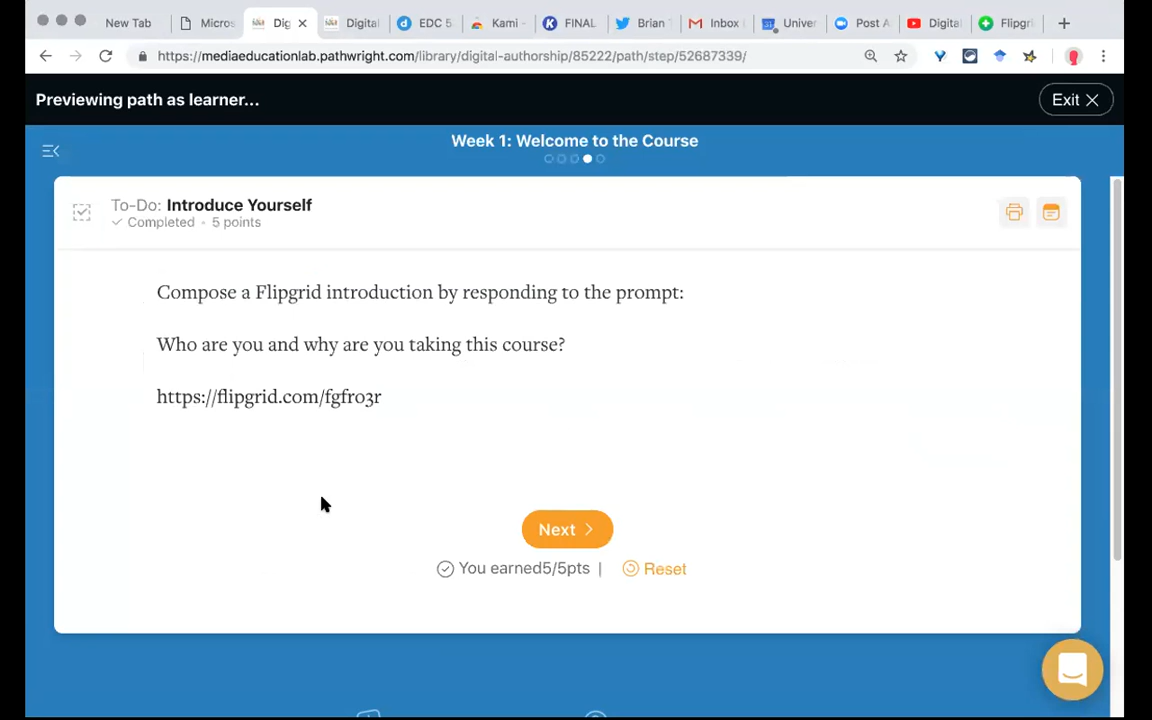 New Tab
Micros
Dig
Digital
EDC 5
Kami -
FINAL
Brian
Inbox
Univer
Post A
Digital
Flipgri
https://mediaeducationlab.pathwright.com/library/digital-authorship/85222/path/step/52687339/
Previewing path as learner...
Exit
Week 1: Welcome to the Course
To-Do: Introduce Yourself
Completed • 5 points
Compose a Flipgrid introduction by responding to the prompt:
Who are you and why are you taking this course?
https://flipgrid.com/fgfro3r
Next
You earned5/5pts |
Reset